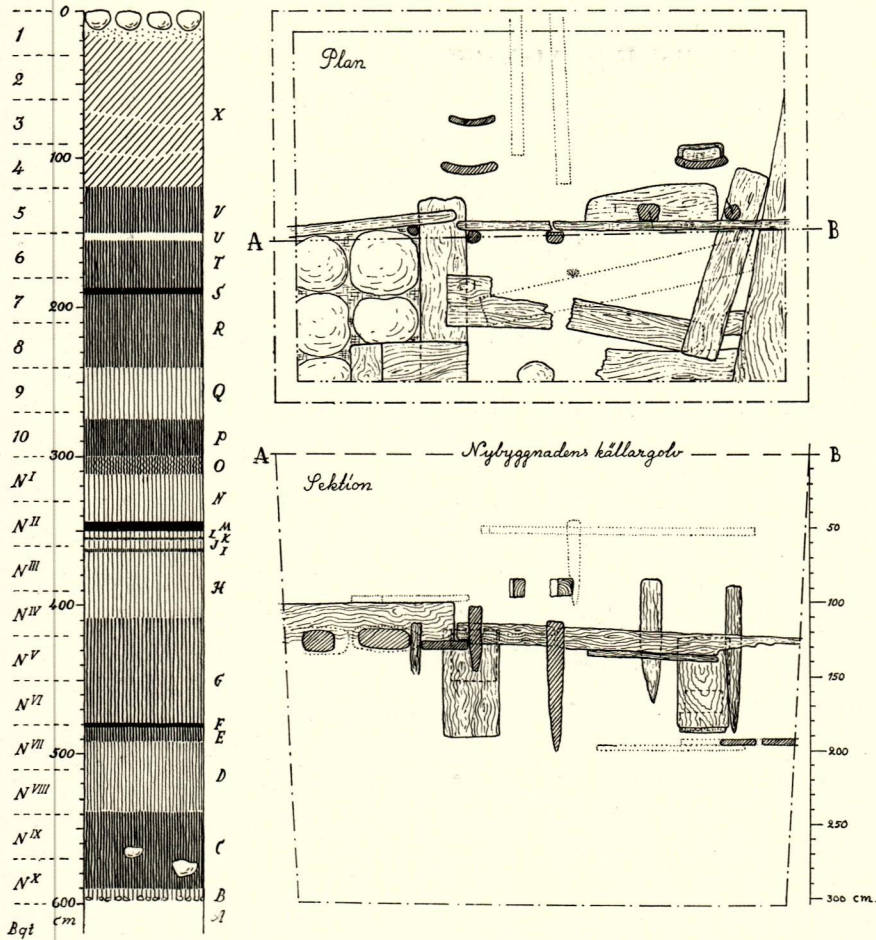 0
1
2
3
X
100
4
5
V
U
6
T
S
7
200
R
8
9
Q
10
P
300
O
N I
N
N II
M
L K
J I
N III
H
400
N IV
N V
G
N VI
F
E
N VII
500
D
N VIII
N IX
C
N X
B
600
cm
A
Bgt
Plan
A B
A Nybyggnadens källargolv B
Sektion
50
100
150
200
250
300 cm.